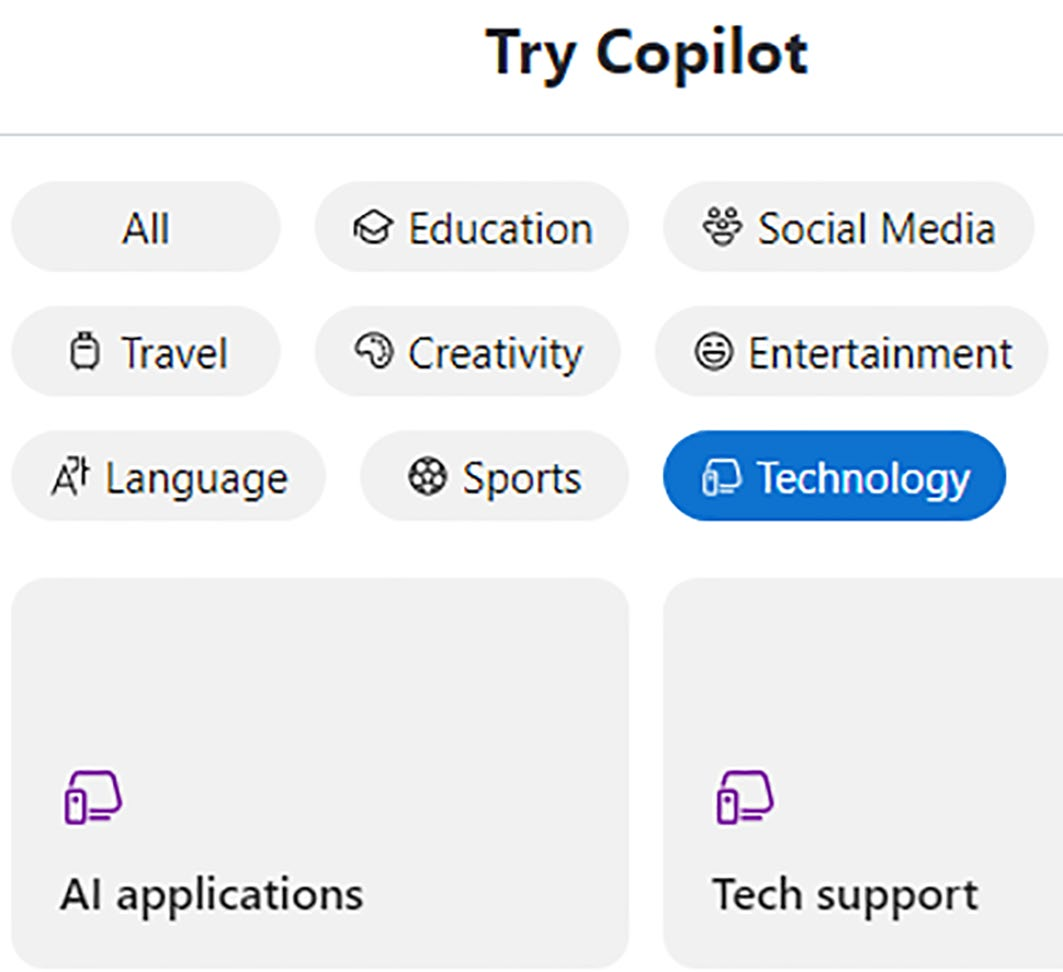 Try Copilot
All Education Social Media
Travel Creativity Entertainment
Language Sports Technology
AI applications Tech support